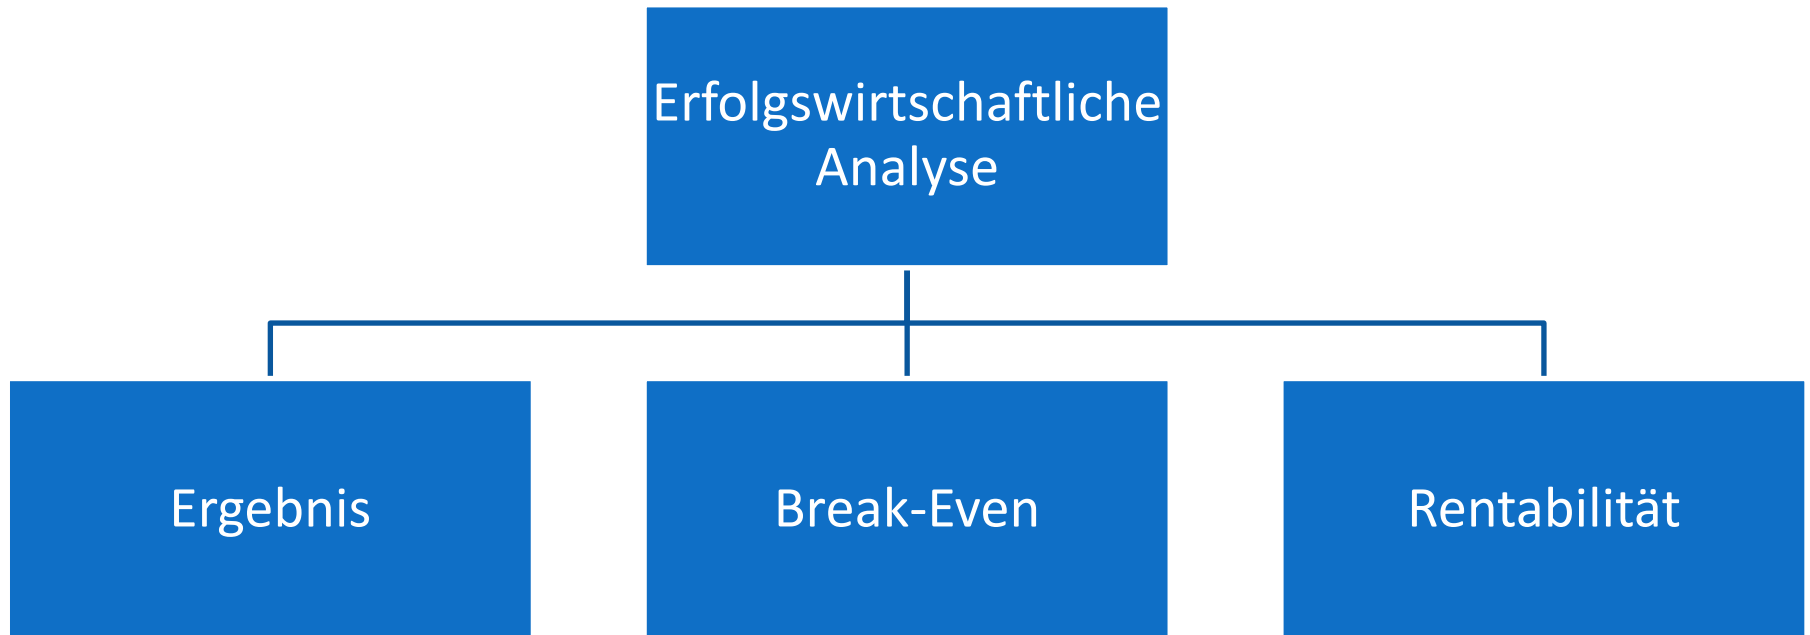 Erfolgswirtschaftliche
Analyse
Ergebnis
Break-Even
Rentabilität